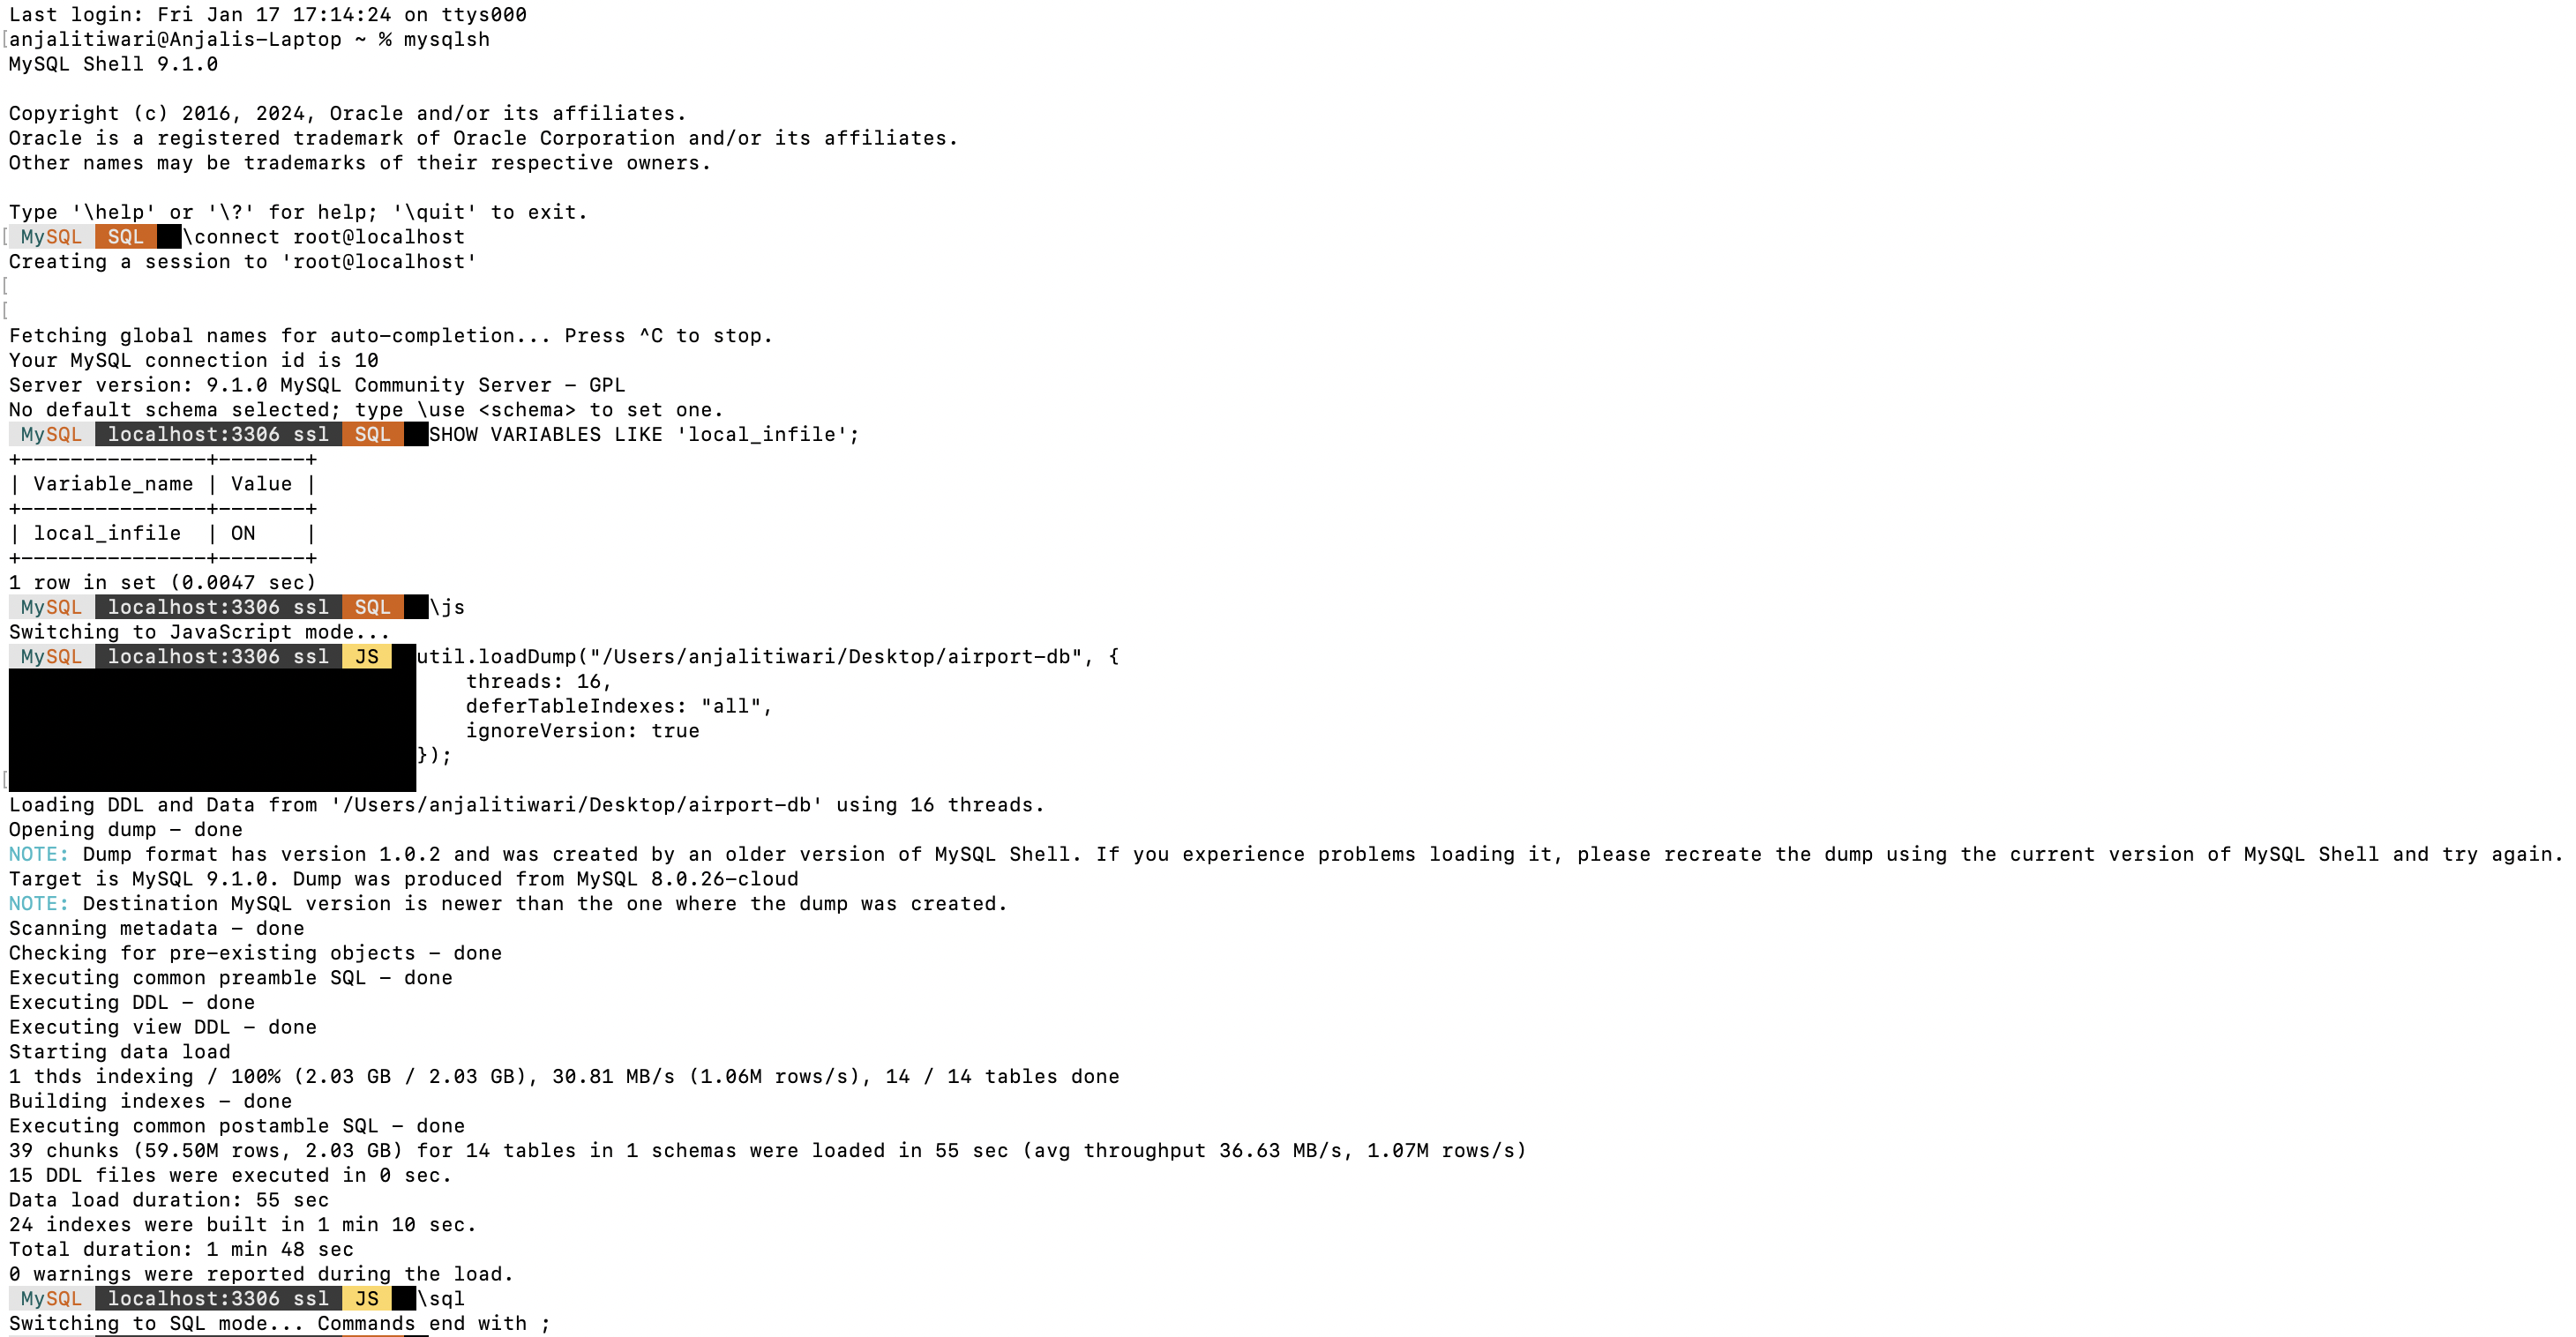 Last login: Fri Jan 17 17:14:24 on ttys000
[anjalitiwari@Anjalis-Laptop ~ % mysqlsh
MySQL Shell 9.1.0
Copyright (c) 2016, 2024, Oracle and/or its affiliates.
Oracle is a registered trademark of Oracle Corporation and/or its affiliates.
Other names may be trademarks of their respective owners.
Type '\help' or '\?' for help; '\quit' to exit.
[ MySQL  SQL  \connect root@localhost
Creating a session to 'root@localhost'
[
[
Fetching global names for auto-completion... Press ^C to stop.
Your MySQL connection id is 10
Server version: 9.1.0 MySQL Community Server - GPL
No default schema selected; type \use <schema> to set one.
 MySQL  localhost:3306 ssl  SQL  SHOW VARIABLES LIKE 'local_infile';
+---------------+-------+
| Variable_name | Value |
+---------------+-------+
| local_infile  | ON    |
+---------------+-------+
1 row in set (0.0047 sec)
 MySQL  localhost:3306 ssl  SQL  \js
Switching to JavaScript mode...
 MySQL  localhost:3306 ssl  JS  util.loadDump("/Users/anjalitiwari/Desktop/airport-db", {
    threads: 16,
    deferTableIndexes: "all",
    ignoreVersion: true
});
[
Loading DDL and Data from '/Users/anjalitiwari/Desktop/airport-db' using 16 threads.
Opening dump - done
NOTE: Dump format has version 1.0.2 and was created by an older version of MySQL Shell. If you experience problems loading it, please recreate the dump using the current version of MySQL Shell and try again.
Target is MySQL 9.1.0. Dump was produced from MySQL 8.0.26-cloud
NOTE: Destination MySQL version is newer than the one where the dump was created.
Scanning metadata - done
Checking for pre-existing objects - done
Executing common preamble SQL - done
Executing DDL - done
Executing view DDL - done
Starting data load
1 thds indexing / 100% (2.03 GB / 2.03 GB), 30.81 MB/s (1.06M rows/s), 14 / 14 tables done
Building indexes - done
Executing common postamble SQL - done
39 chunks (59.50M rows, 2.03 GB) for 14 tables in 1 schemas were loaded in 55 sec (avg throughput 36.63 MB/s, 1.07M rows/s)
15 DDL files were executed in 0 sec.
Data load duration: 55 sec
24 indexes were built in 1 min 10 sec.
Total duration: 1 min 48 sec
0 warnings were reported during the load.
 MySQL  localhost:3306 ssl  JS  \sql
Switching to SQL mode... Commands end with ;